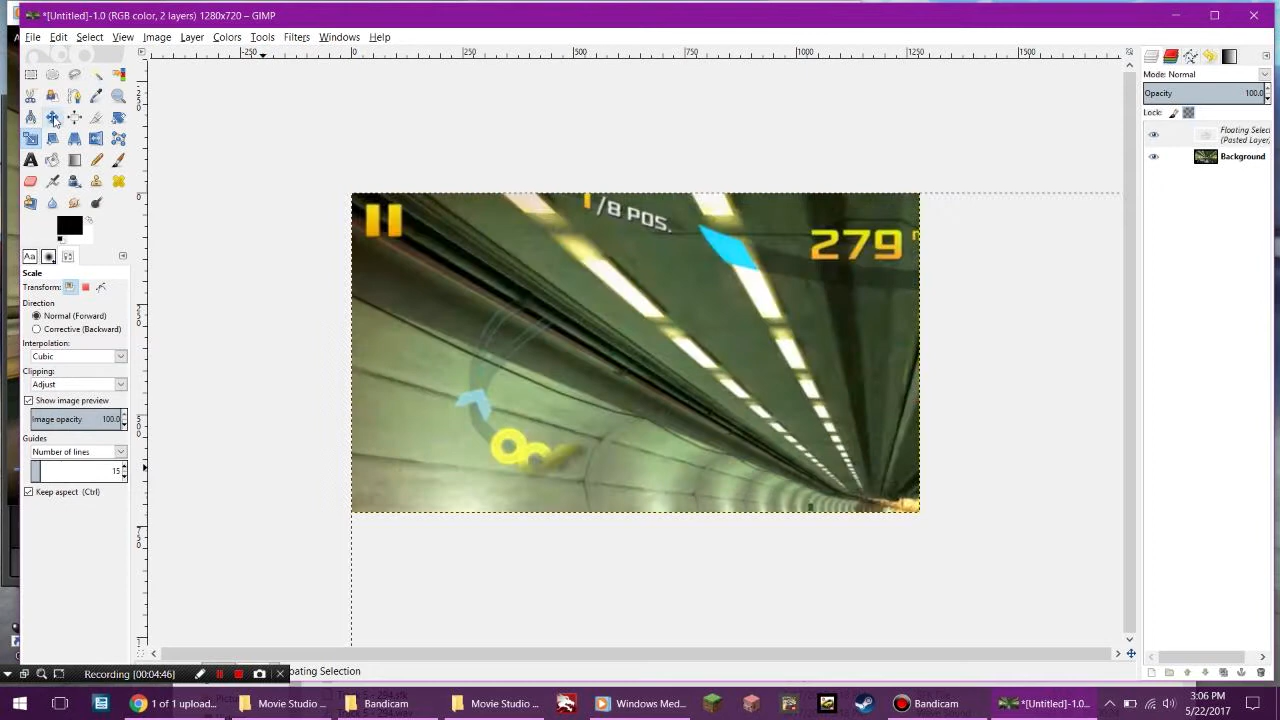 *[Untitled]-1.0 (RGB color, 2 layers) 1280x720 – GIMP
File Edit Select View Image Layer Colors Tools Filters Windows Help
-250 0 250 500 750 1000 1250 1500
Mode: Normal
Opacity 100.0
Lock:
Floating Selec
(Pasted Layer)
Background
1/8 POS.
279
Aa
Scale
Transform:
Direction
Normal (Forward)
Corrective (Backward)
Interpolation:
Cubic
Clipping:
Adjust
Show image preview
Image opacity 100.0
Guides
Number of lines
15
Keep aspect (Ctrl)
Recording [00:04:46]
oating Selection
1 of 1 upload...
Movie Studio ...
Bandicam
Movie Studio ...
Windows Med...
Bandicam
*[Untitled]-1.0...
3:06 PM
5/22/2017